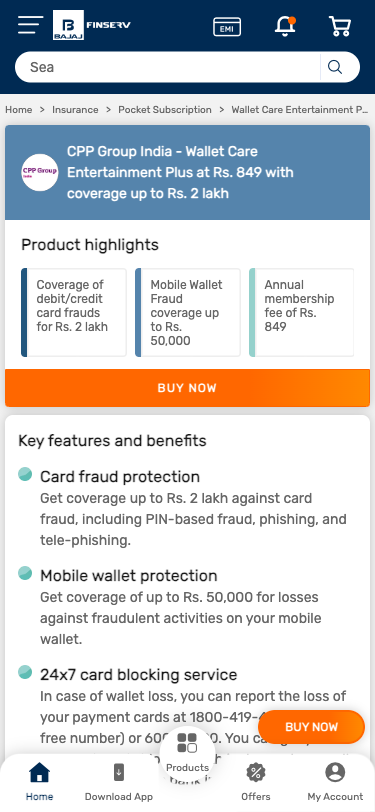 B
BAJAJ
FINSERV
EMI
Sea
Home > Insurance > Pocket Subscription > Wallet Care Entertainment P...
CPP Group
India
CPP Group India - Wallet Care
Entertainment Plus at Rs. 849 with
coverage up to Rs. 2 lakh
Product highlights
Coverage of
debit/credit
card frauds
for Rs. 2 lakh
Mobile Wallet
Fraud
coverage up
to Rs.
50,000
Annual
membership
fee of Rs.
849
BUY NOW
Key features and benefits
Card fraud protection
Get coverage up to Rs. 2 lakh against card
fraud, including PIN-based fraud, phishing, and
tele-phishing.
Mobile wallet protection
Get coverage of up to Rs. 50,000 for losses
against fraudulent activities on your mobile
wallet.
24x7 card blocking service
In case of wallet loss, you can report the loss of
your payment cards at 1800-419-
free number) or
BUY NOW
Home
Download App
Products
Offers
My Account